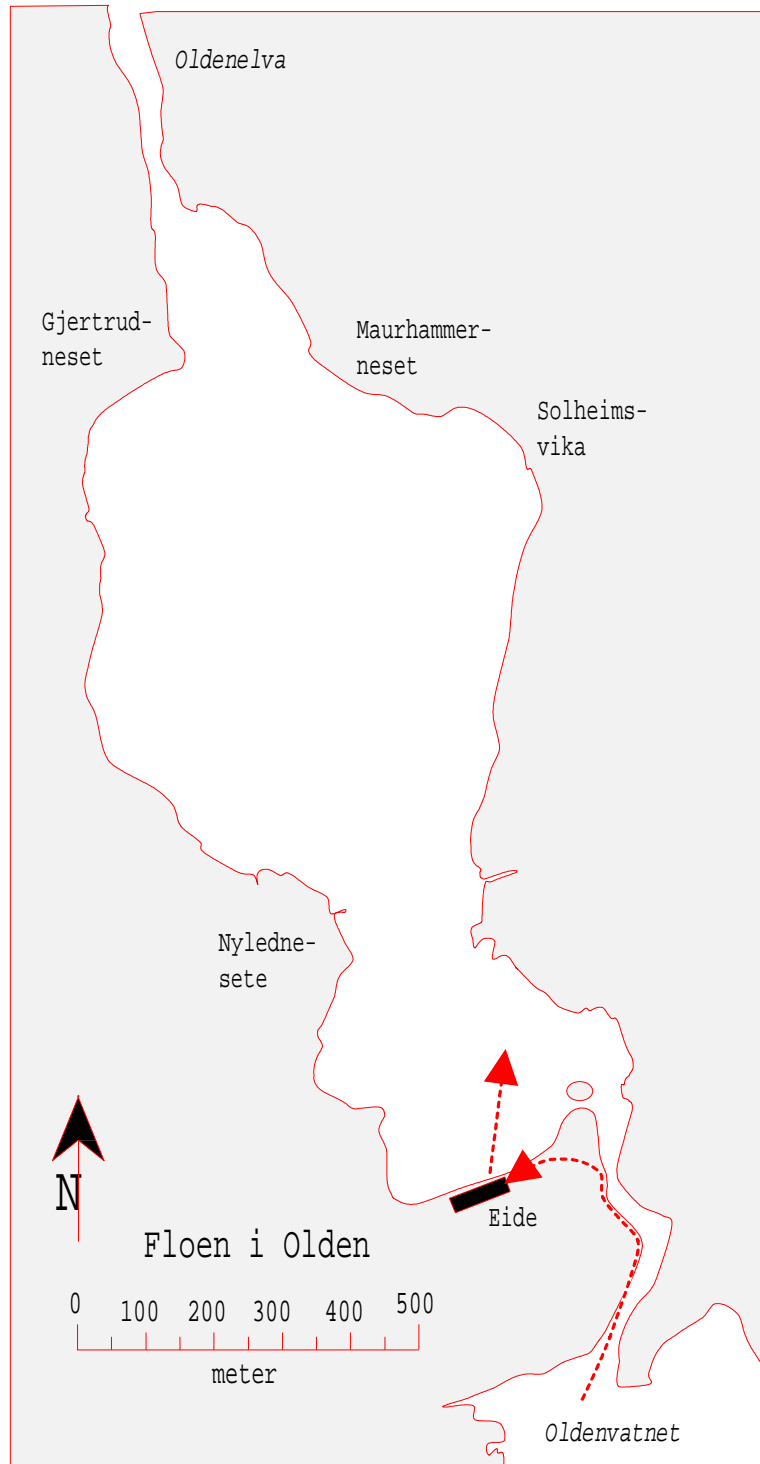 Oldenelva
Gjertrud-
neset
Maurhammer-
neset
Solheims-
vika
Nyledne-
sete
N
Eide
Floen i Olden
0 100 200 300 400 500
meter
Oldenvatnet